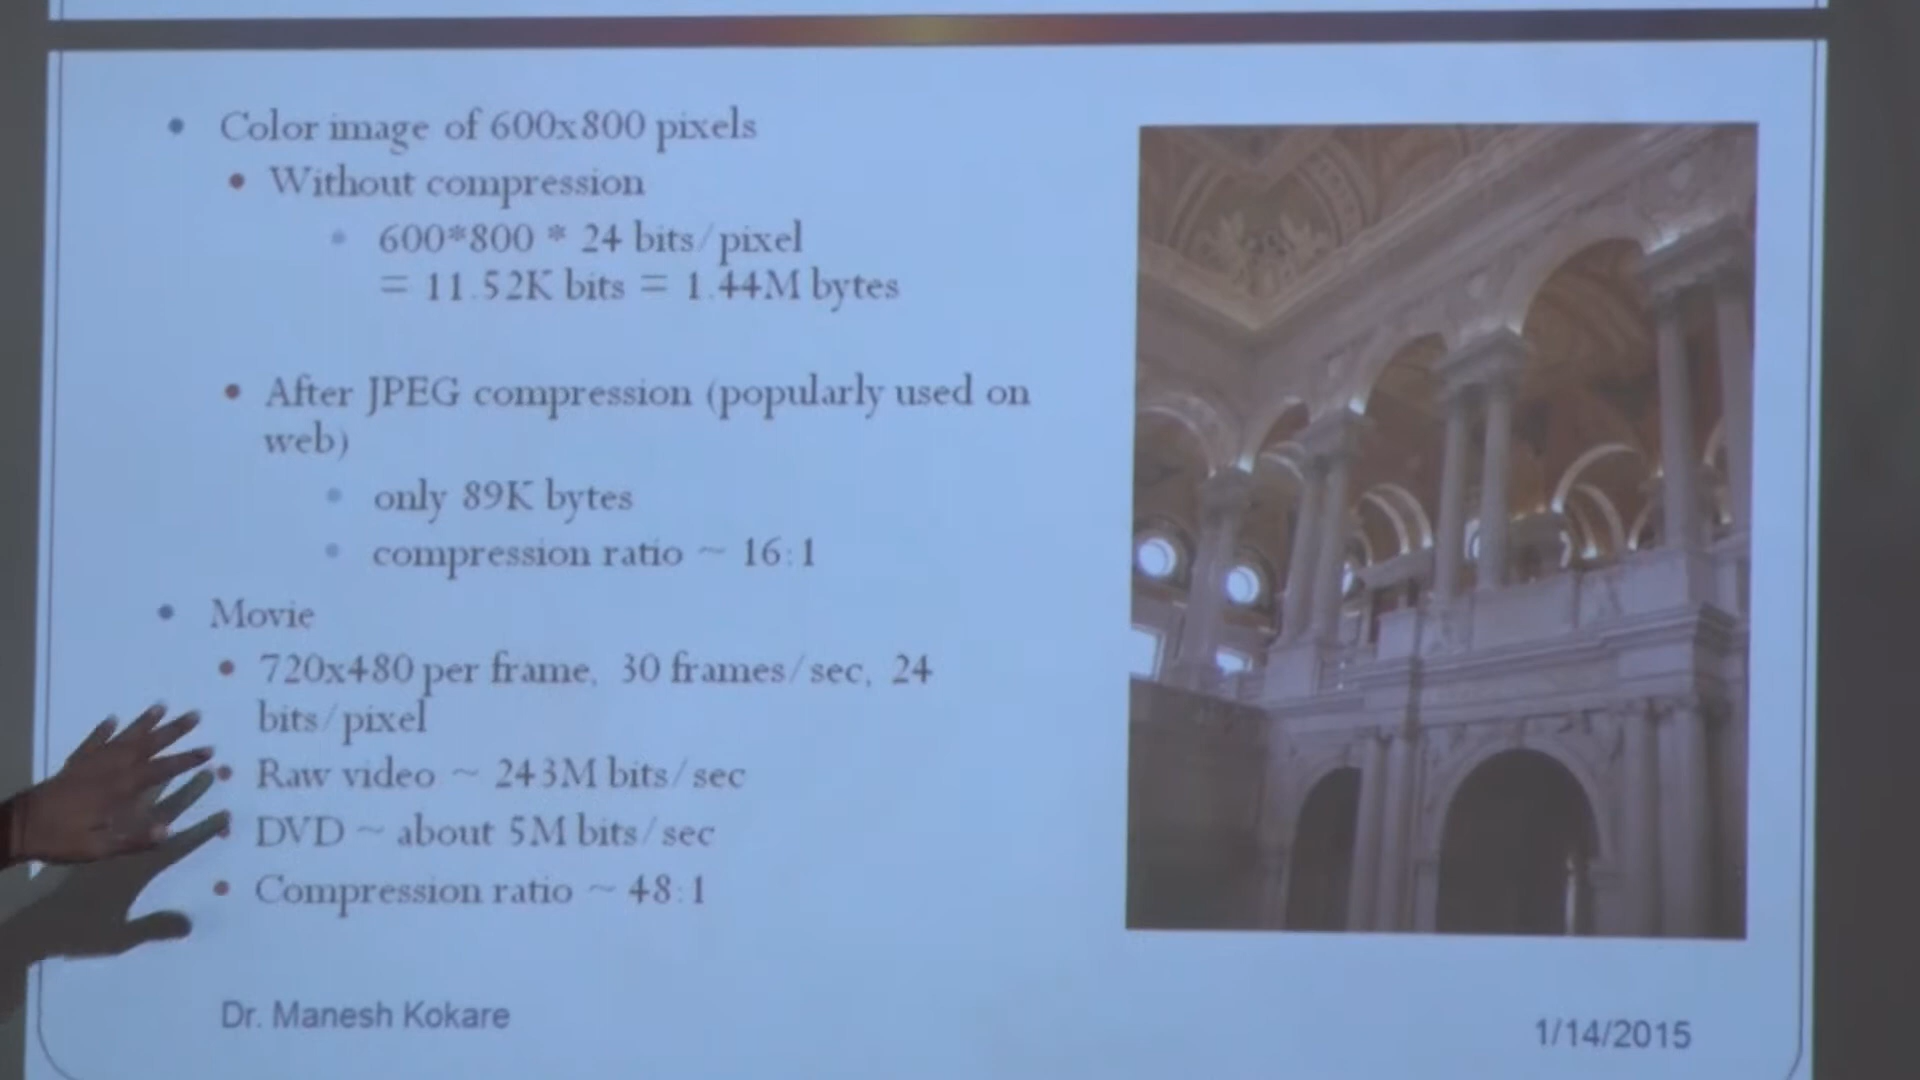 • Color image of 600x800 pixels
• Without compression
• 600*800 * 24 bits/pixel
= 11.52K bits = 1.44M bytes
• After JPEG compression (popularly used on
web)
• only 89K bytes
• compression ratio ~ 16:1
• Movie
• 720x480 per frame, 30 frames/sec, 24
bits/pixel
• Raw video ~ 243M bits/sec
• DVD ~ about 5M bits/sec
• Compression ratio ~ 48:1
Dr. Manesh Kokare
1/14/2015